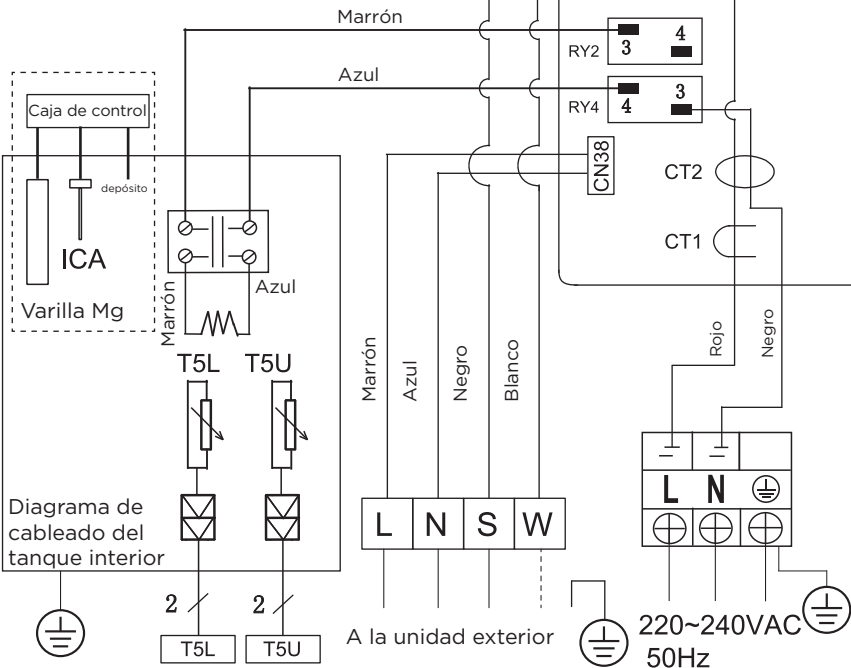 Marrón
RY2
3
4
Azul
RY4
4
3
Caja de control
CN38
CT2
depósito
CT1
ICA
Varilla Mg
Marrón
Azul
Marrón
Azul
Negro
Blanco
Rojo
Negro
T5L
T5U
L
N
Diagrama de
cableado del
tanque interior
L
N
S
W
2
2
T5L
T5U
A la unidad exterior
220~240VAC
50Hz